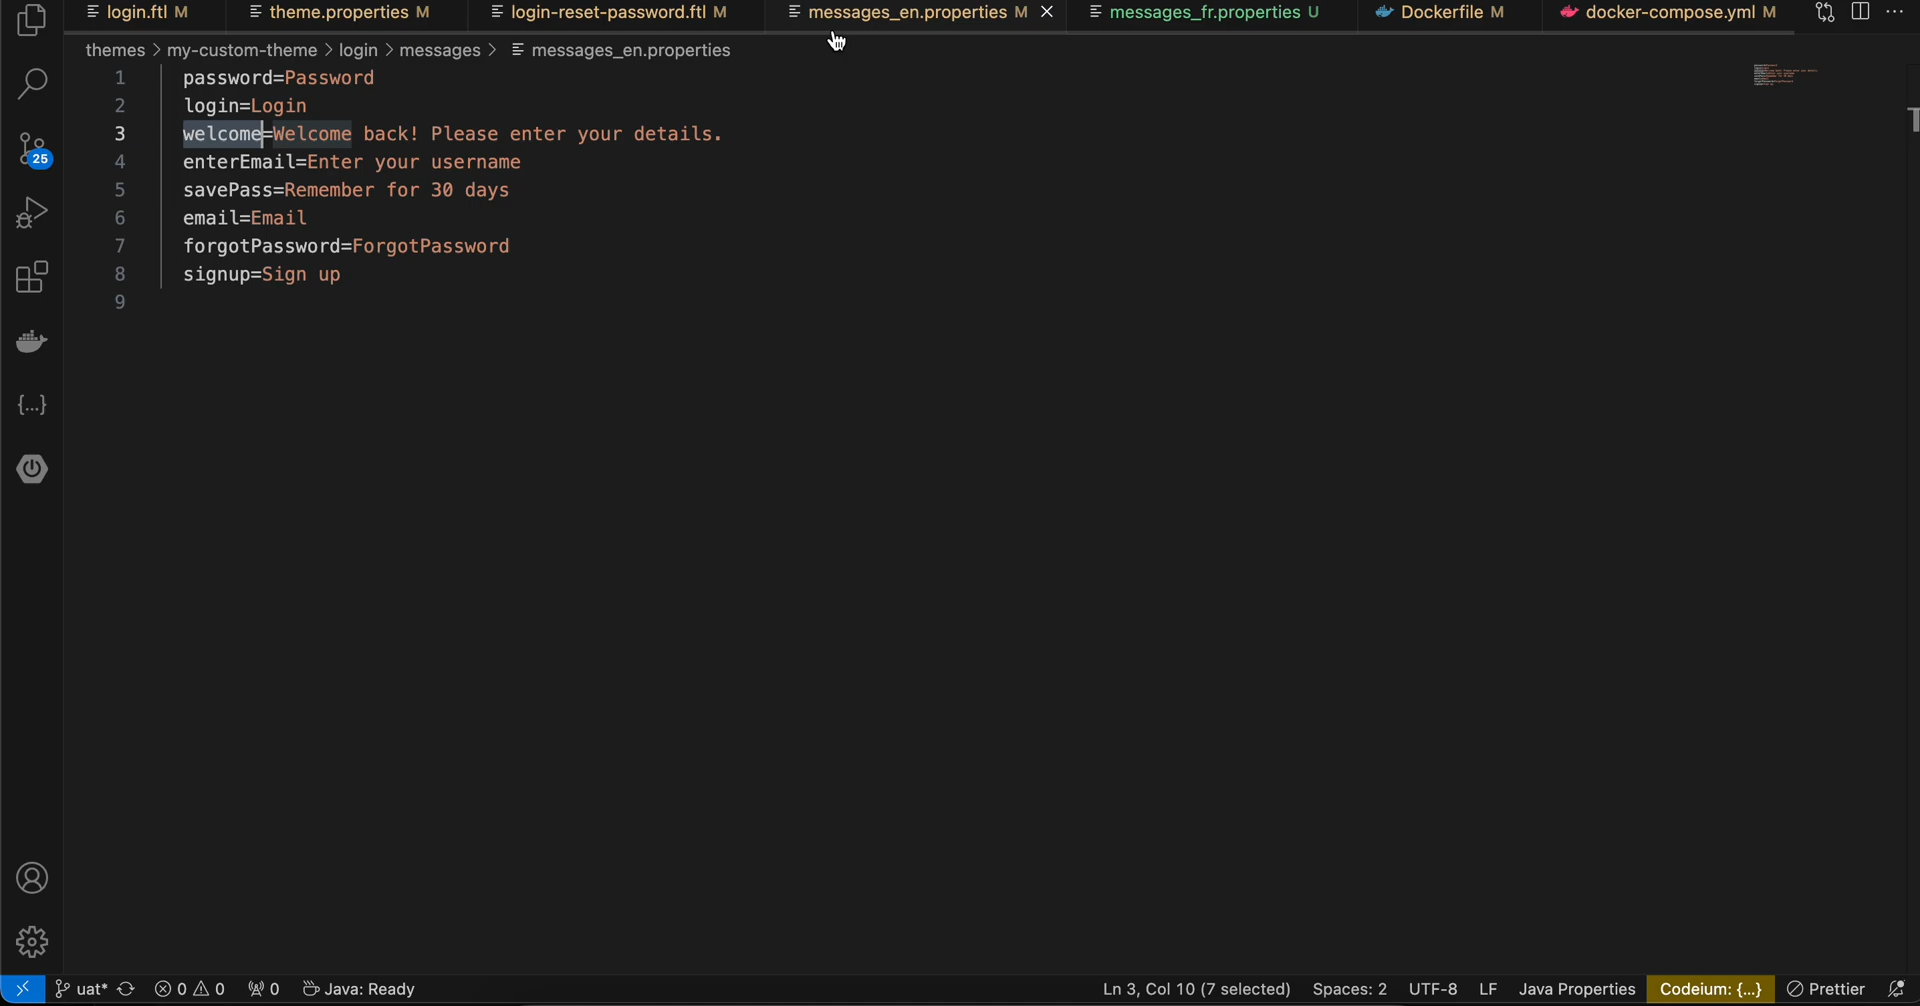 login.ftl M theme.properties M login-reset-password.ftl M messages_en.properties M messages_fr.properties U Dockerfile M docker-compose.yml M
themes > my-custom-theme > login > messages > messages_en.properties
1 password=Password
2 login=Login
3 welcome=Welcome back! Please enter your details.
4 enterEmail=Enter your username
5 savePass=Remember for 30 days
6 email=Email
7 forgotPassword=ForgotPassword
8 signup=Sign up
9
25
{...}
uat* 0 0 0 Java: Ready Ln 3, Col 10 (7 selected) Spaces: 2 UTF-8 LF Java Properties Codeium: {...} Prettier